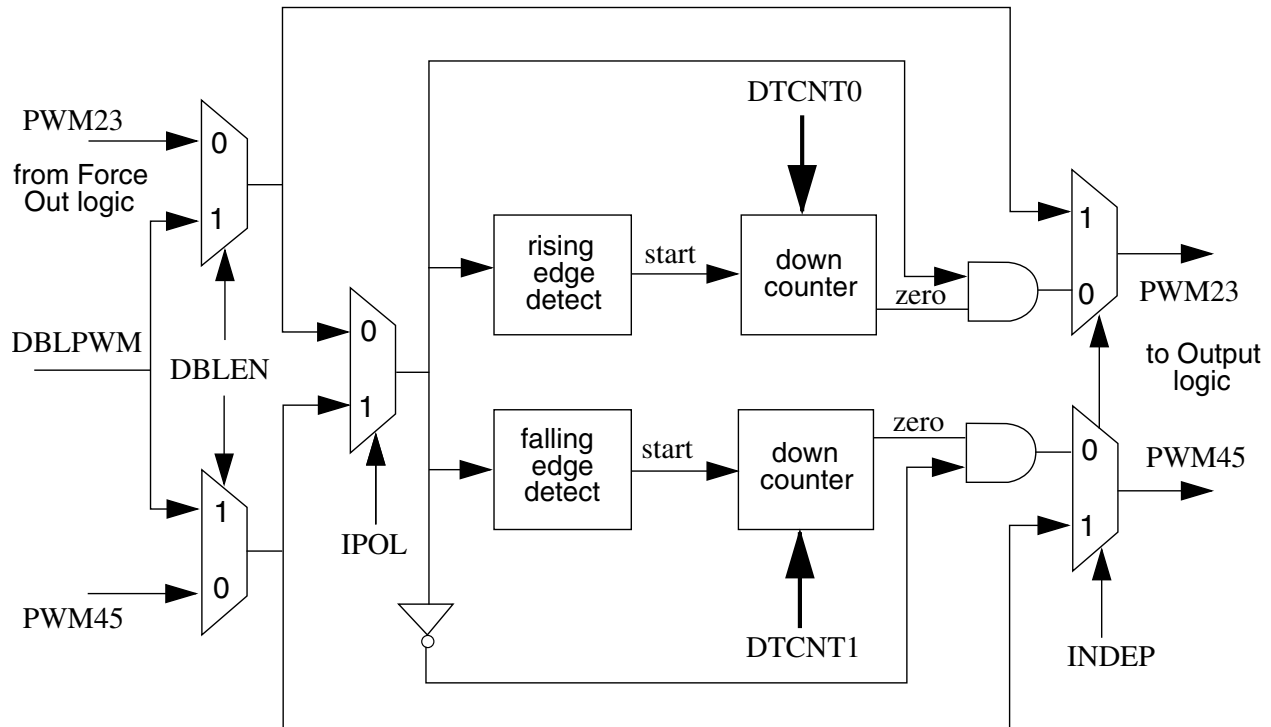 PWM23
from Force
Out logic
0
1
DBLPWM
DBLEN
1
0
PWM45
0
1
IPOL
rising
edge
detect
start
DTCNT0
down
counter
zero
falling
edge
detect
start
down
counter
zero
DTCNT1
1
0
PWM23
to Output
logic
0
1
PWM45
INDEP